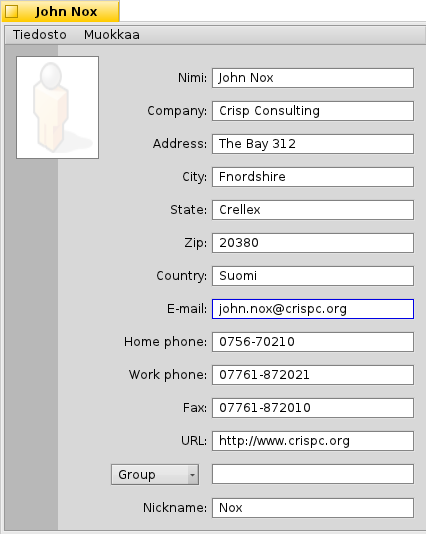 John Nox
Tiedosto Muokkaa
Nimi: John Nox
Company: Crisp Consulting
Address: The Bay 312
City: Fnordshire
State: Crellex
Zip: 20380
Country: Suomi
E-mail: john.nox@crispc.org
Home phone: 0756-70210
Work phone: 07761-872021
Fax: 07761-872010
URL: http://www.crispc.org
Group
Nickname: Nox